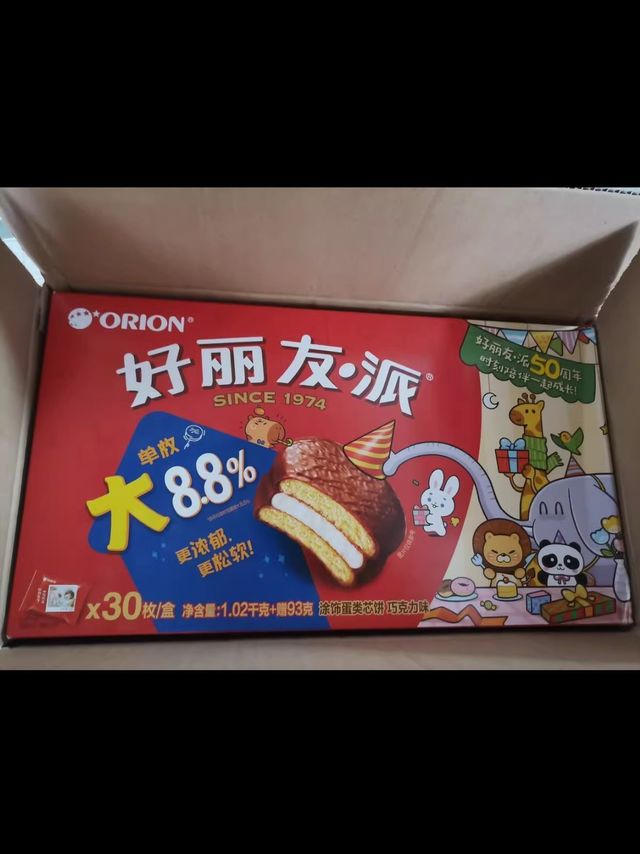 ORION®
好丽友·派®
SINCE 1974
好丽友·派50周年
时刻陪伴一起成长!
单枚
大8.8%
更浓郁,
更松软!
x30枚/盒 净含量:1.02千克+赠93克 涂饰蛋类芯饼 巧克力味